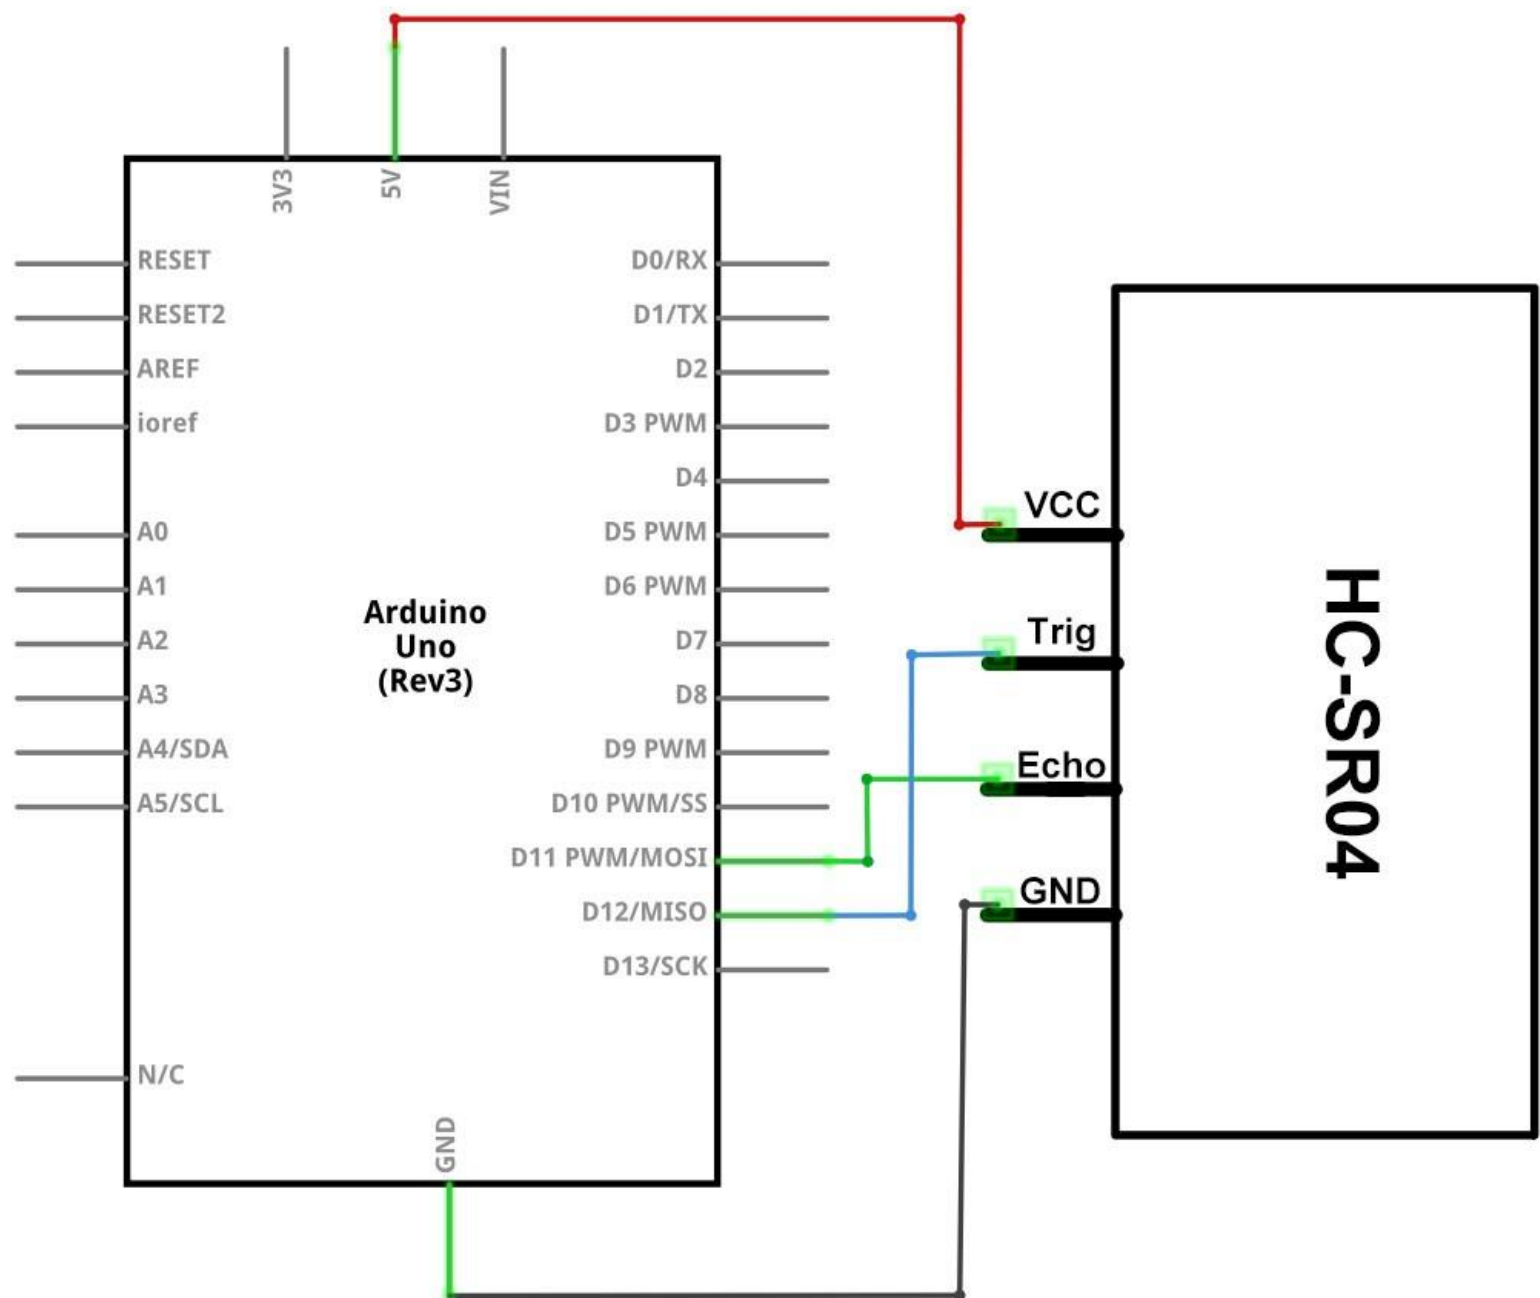 3V3
5V
VIN
RESET
RESET2
AREF
ioref
A0
A1
A2
A3
A4/SDA
A5/SCL
N/C
Arduino
Uno
(Rev3)
D0/RX
D1/TX
D2
D3 PWM
D4
D5 PWM
D6 PWM
D7
D8
D9 PWM
D10 PWM/SS
D11 PWM/MOSI
D12/MISO
D13/SCK
GND
VCC
Trig
Echo
GND
HC-SR04